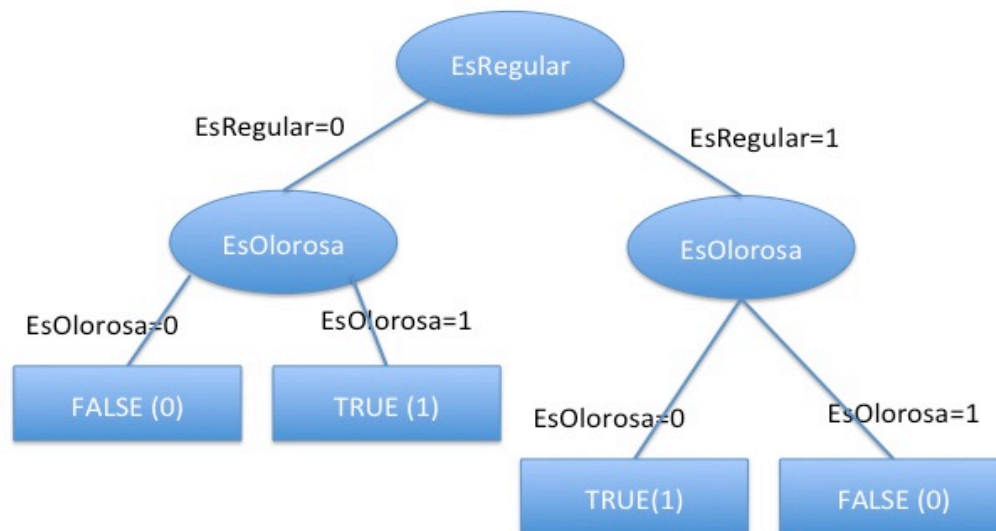 EsRegular
EsRegular=0
EsRegular=1
EsOlorosa
EsOlorosa
EsOlorosa=0
EsOlorosa=1
FALSE (0)
TRUE (1)
EsOlorosa=0
EsOlorosa=1
TRUE(1)
FALSE (0)